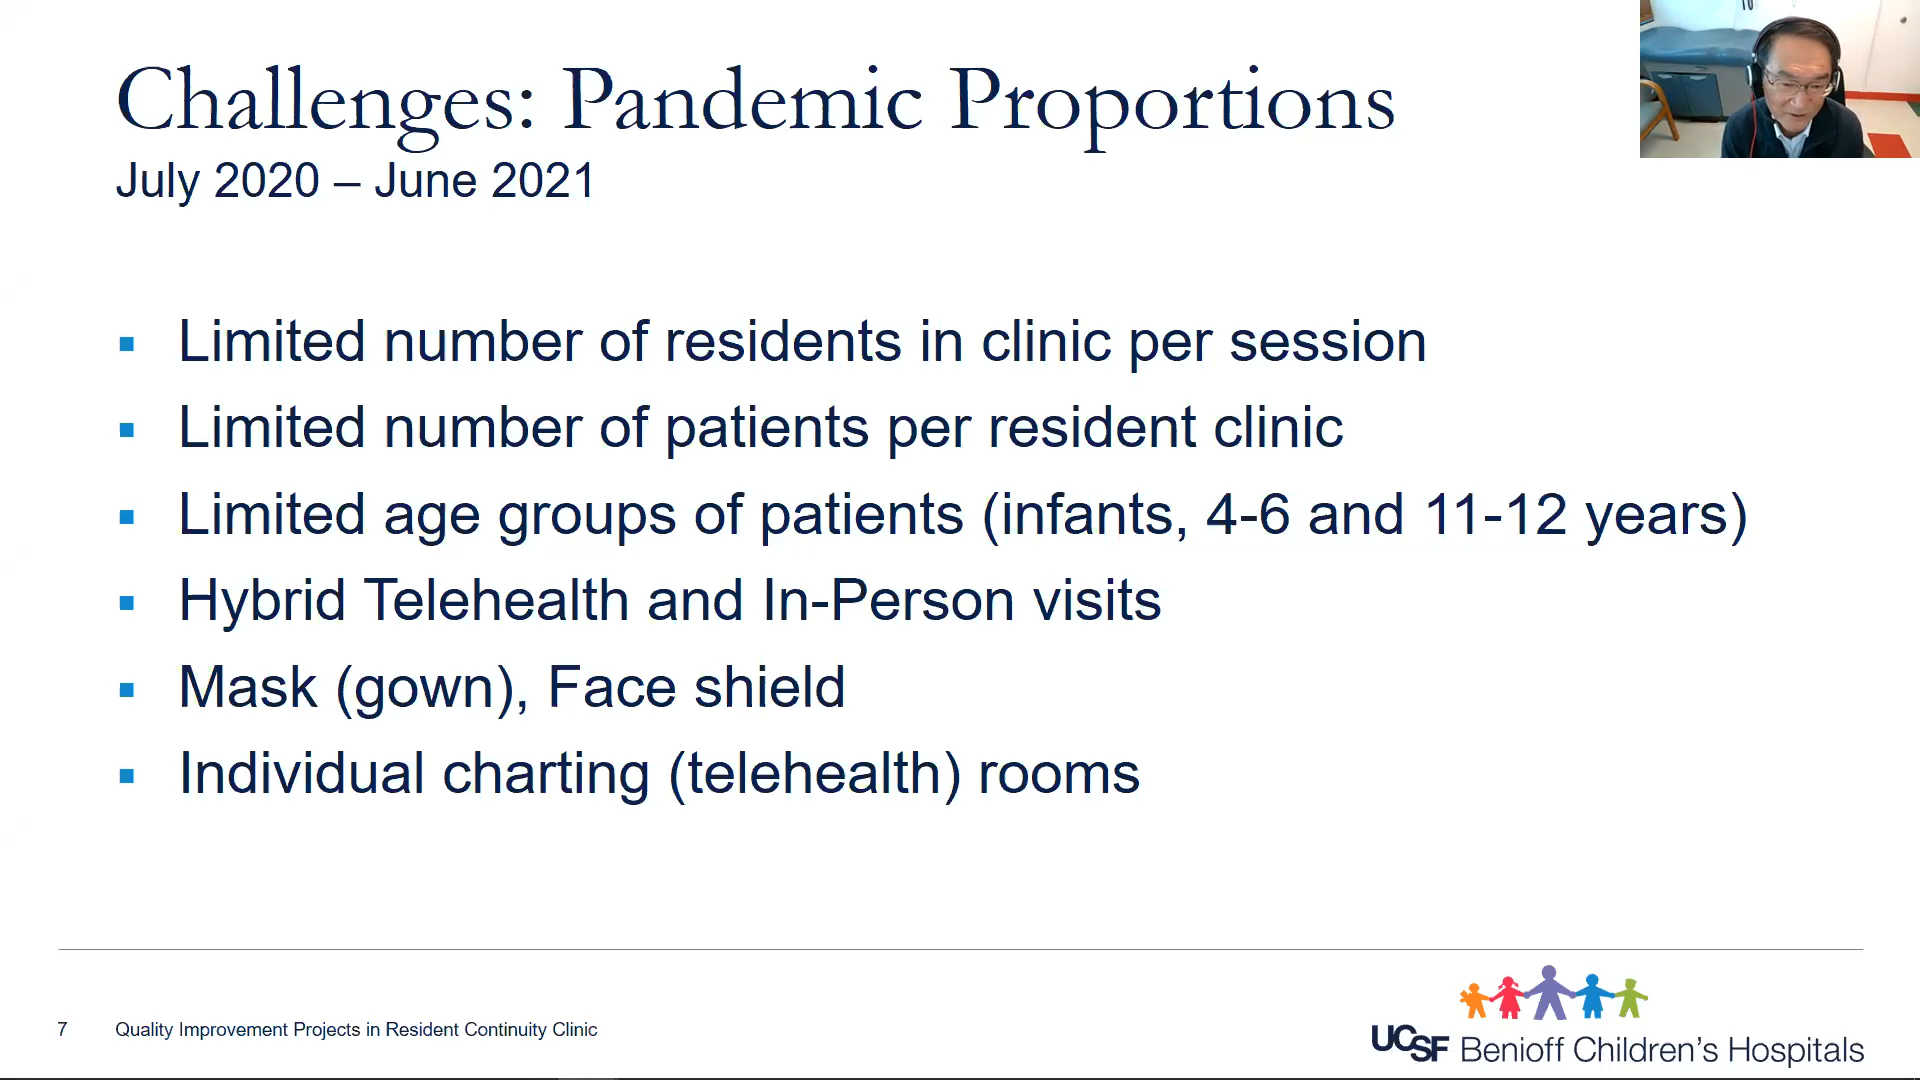 Challenges: Pandemic Proportions
July 2020 – June 2021
Limited number of residents in clinic per session
Limited number of patients per resident clinic
Limited age groups of patients (infants, 4-6 and 11-12 years)
Hybrid Telehealth and In-Person visits
Mask (gown), Face shield
Individual charting (telehealth) rooms
7 Quality Improvement Projects in Resident Continuity Clinic
UCSF Benioff Children's Hospitals